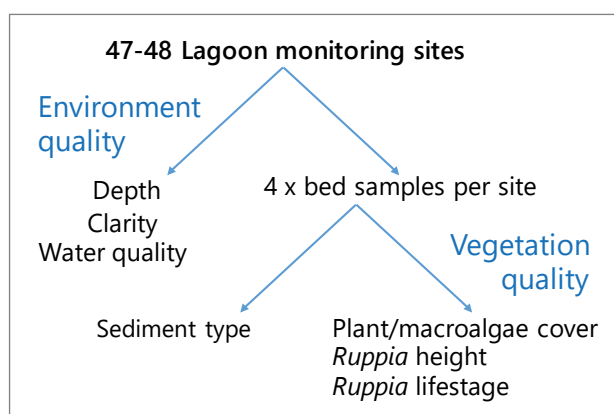 47-48 Lagoon monitoring sites
Environment
quality
Depth
Clarity
Water quality
4 x bed samples per site
Vegetation
quality
Sediment type
Plant/macroalgae cover
Ruppia height
Ruppia lifestage